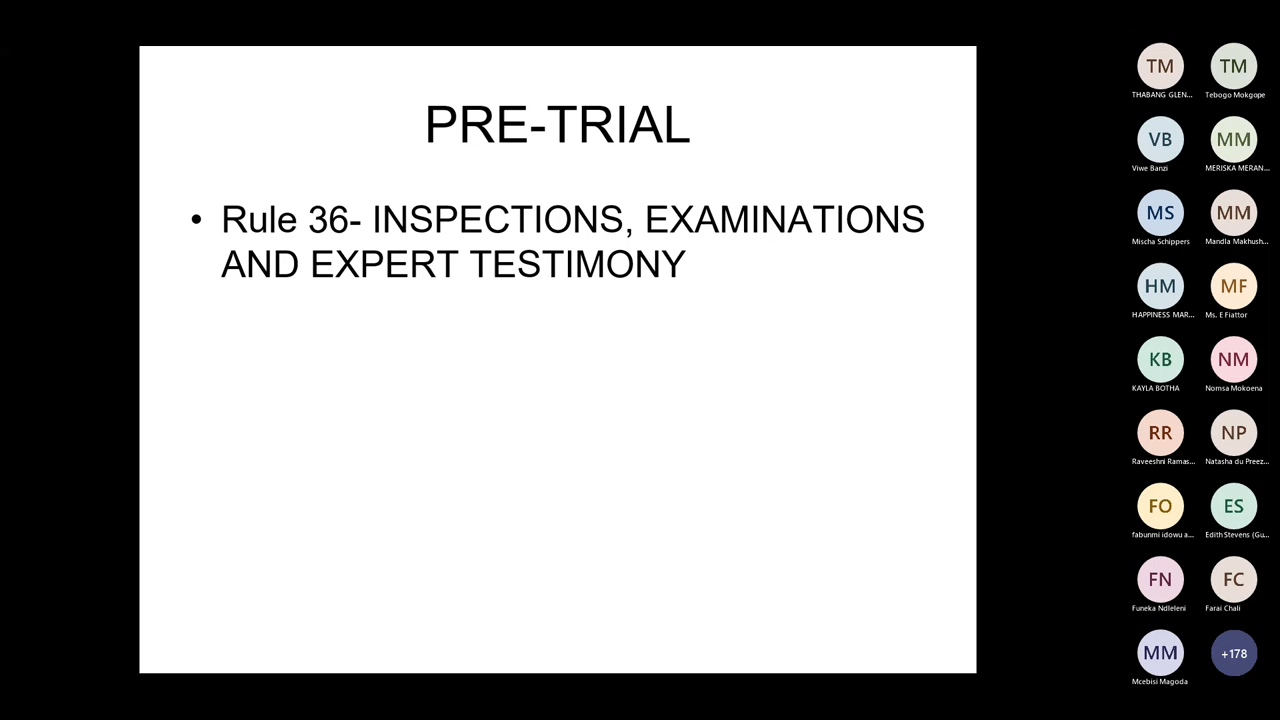 PRE-TRIAL
• Rule 36- INSPECTIONS, EXAMINATIONS
AND EXPERT TESTIMONY
TM TM
THABANG GLEN... Tebogo Mokgope
VB MM
Viwe Banzi MERISKA MERAN...
MS MM
Mischa Schippers Mandla Makhush...
HM MF
HAPPINESS MAR... Ms. E Fiattor
KB NM
KAYLA BOTHA Nomsa Mokoena
RR NP
Raveeshni Ramas... Natasha du Preez...
FO ES
fabunmi idowu a... Edith Stevens (Gu...
FN FC
Funeka Ndleleni Farai Chali
MM +178
Mcebisi Magoda